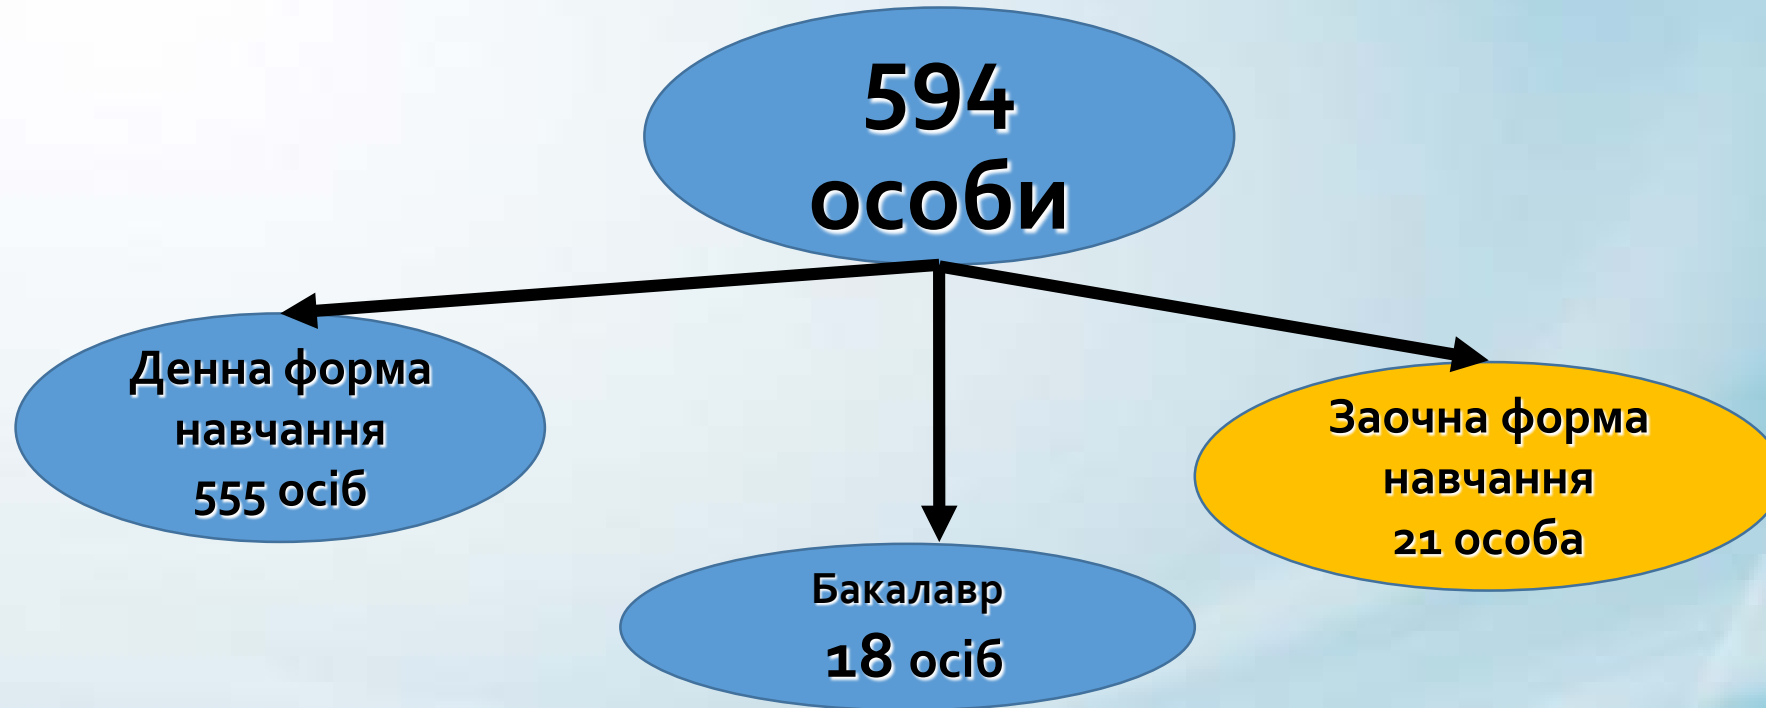 594
особи
Денна форма
навчання
555 осіб
Бакалавр
18 осіб
Заочна форма
навчання
21 особа